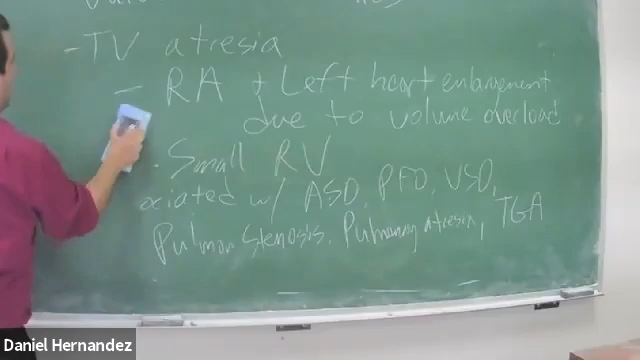 - TV atresia
- RA + Left heart enlargement
due to volume overload
. Small RV
ociated w/ ASD, PFO, VSD,
Pulmon Stenosis, Pulmonary atresia, TGA
Daniel Hernandez